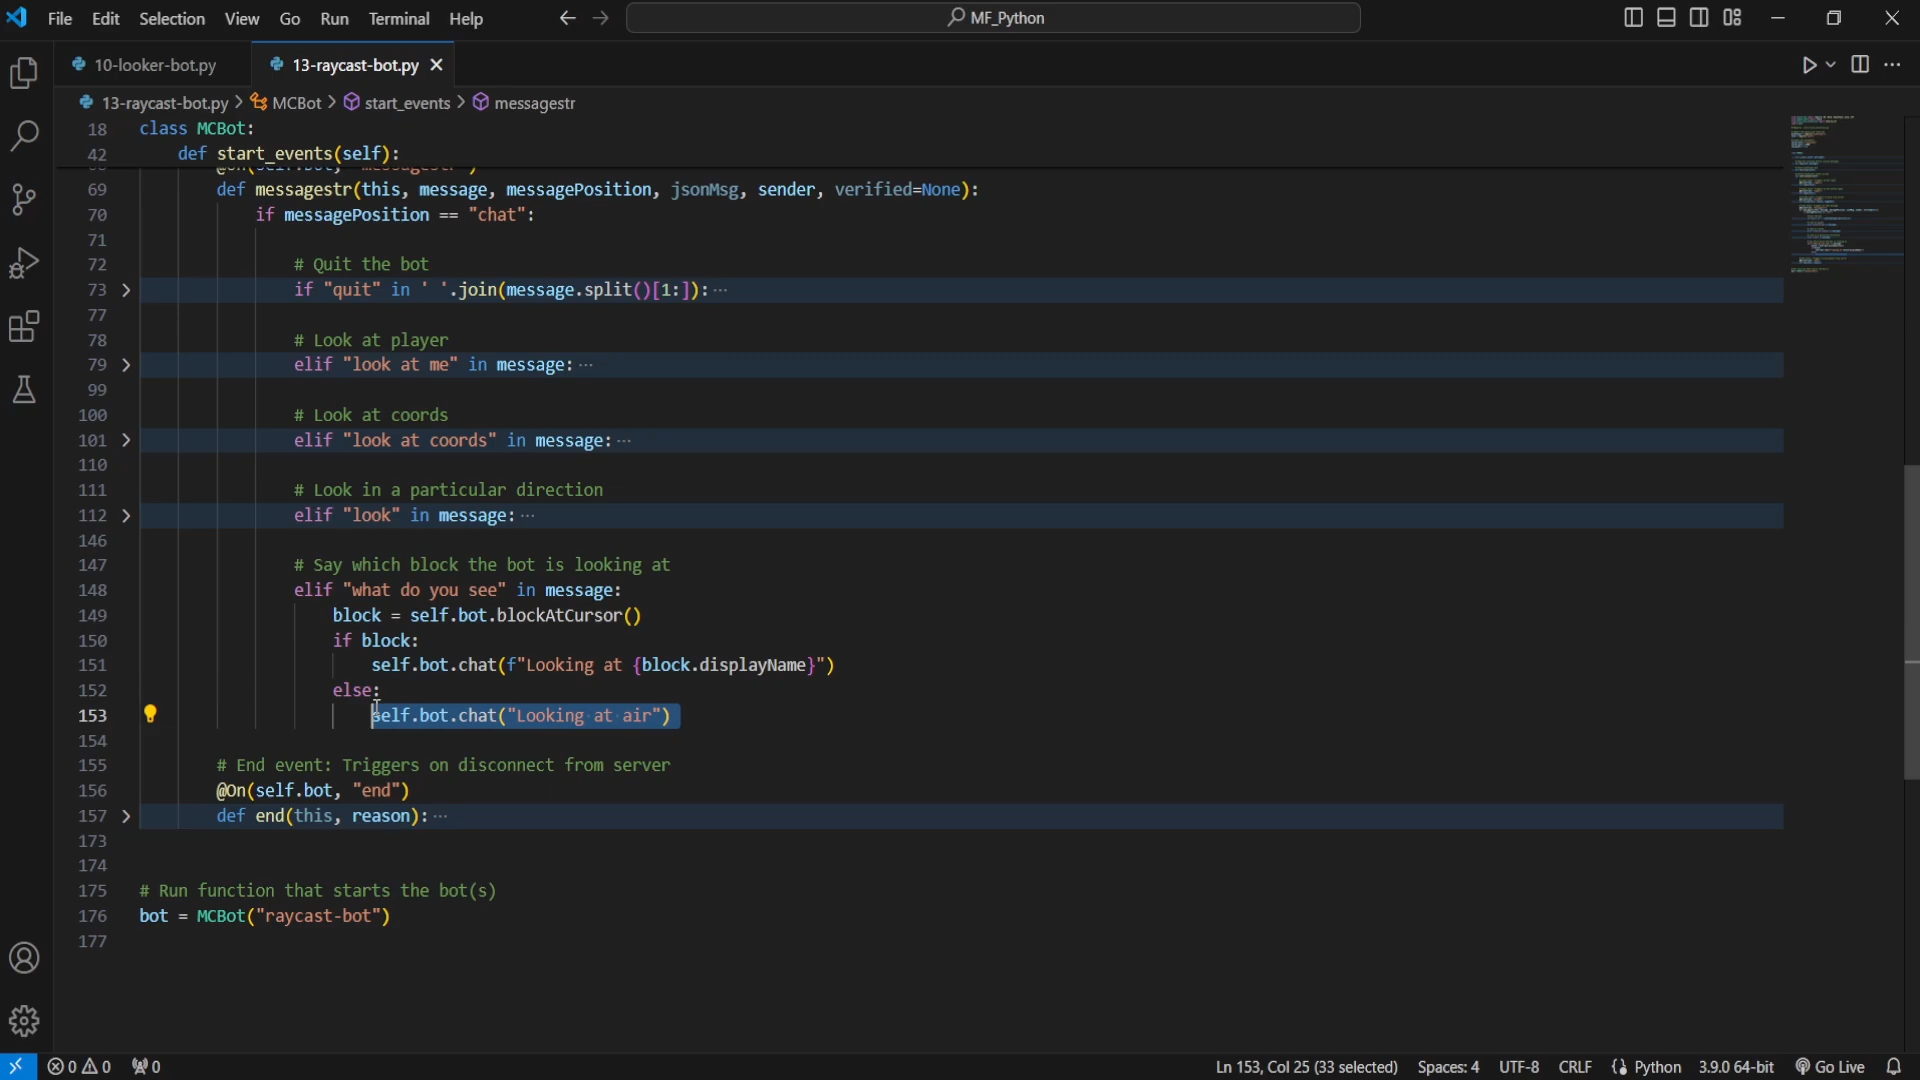 File Edit Selection View Go Run Terminal Help MF_Python
10-looker-bot.py 13-raycast-bot.py
13-raycast-bot.py > MCBot > start_events > messagestr
18 class MCBot:
42 def start_events(self):
69 def messagestr(this, message, messagePosition, jsonMsg, sender, verified=None):
70 if messagePosition == "chat":
71
72 # Quit the bot
73 if "quit" in ' '.join(message.split()[1:]): ···
77
78 # Look at player
79 elif "look at me" in message: ···
99
100 # Look at coords
101 elif "look at coords" in message: ···
110
111 # Look in a particular direction
112 elif "look" in message: ···
146
147 # Say which block the bot is looking at
148 elif "what do you see" in message:
149 block = self.bot.blockAtCursor()
150 if block:
151 self.bot.chat(f"Looking at {block.displayName}")
152 else:
153 self.bot.chat("Looking at air")
154
155 # End event: Triggers on disconnect from server
156 @On(self.bot, "end")
157 def end(this, reason): ···
173
174
175 # Run function that starts the bot(s)
176 bot = MCBot("raycast-bot")
177
0 0 0 Ln 153, Col 25 (33 selected) Spaces: 4 UTF-8 CRLF Python 3.9.0 64-bit Go Live